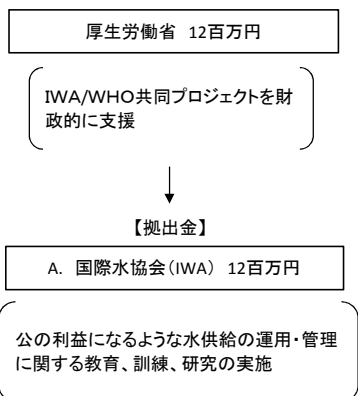 厚生労働省 12百万円
IWA/WHO共同プロジェクトを財
政的に支援
【拠出金】
A. 国際水協会(IWA) 12百万円
公の利益になるような水供給の運用・管理
に関する教育、訓練、研究の実施